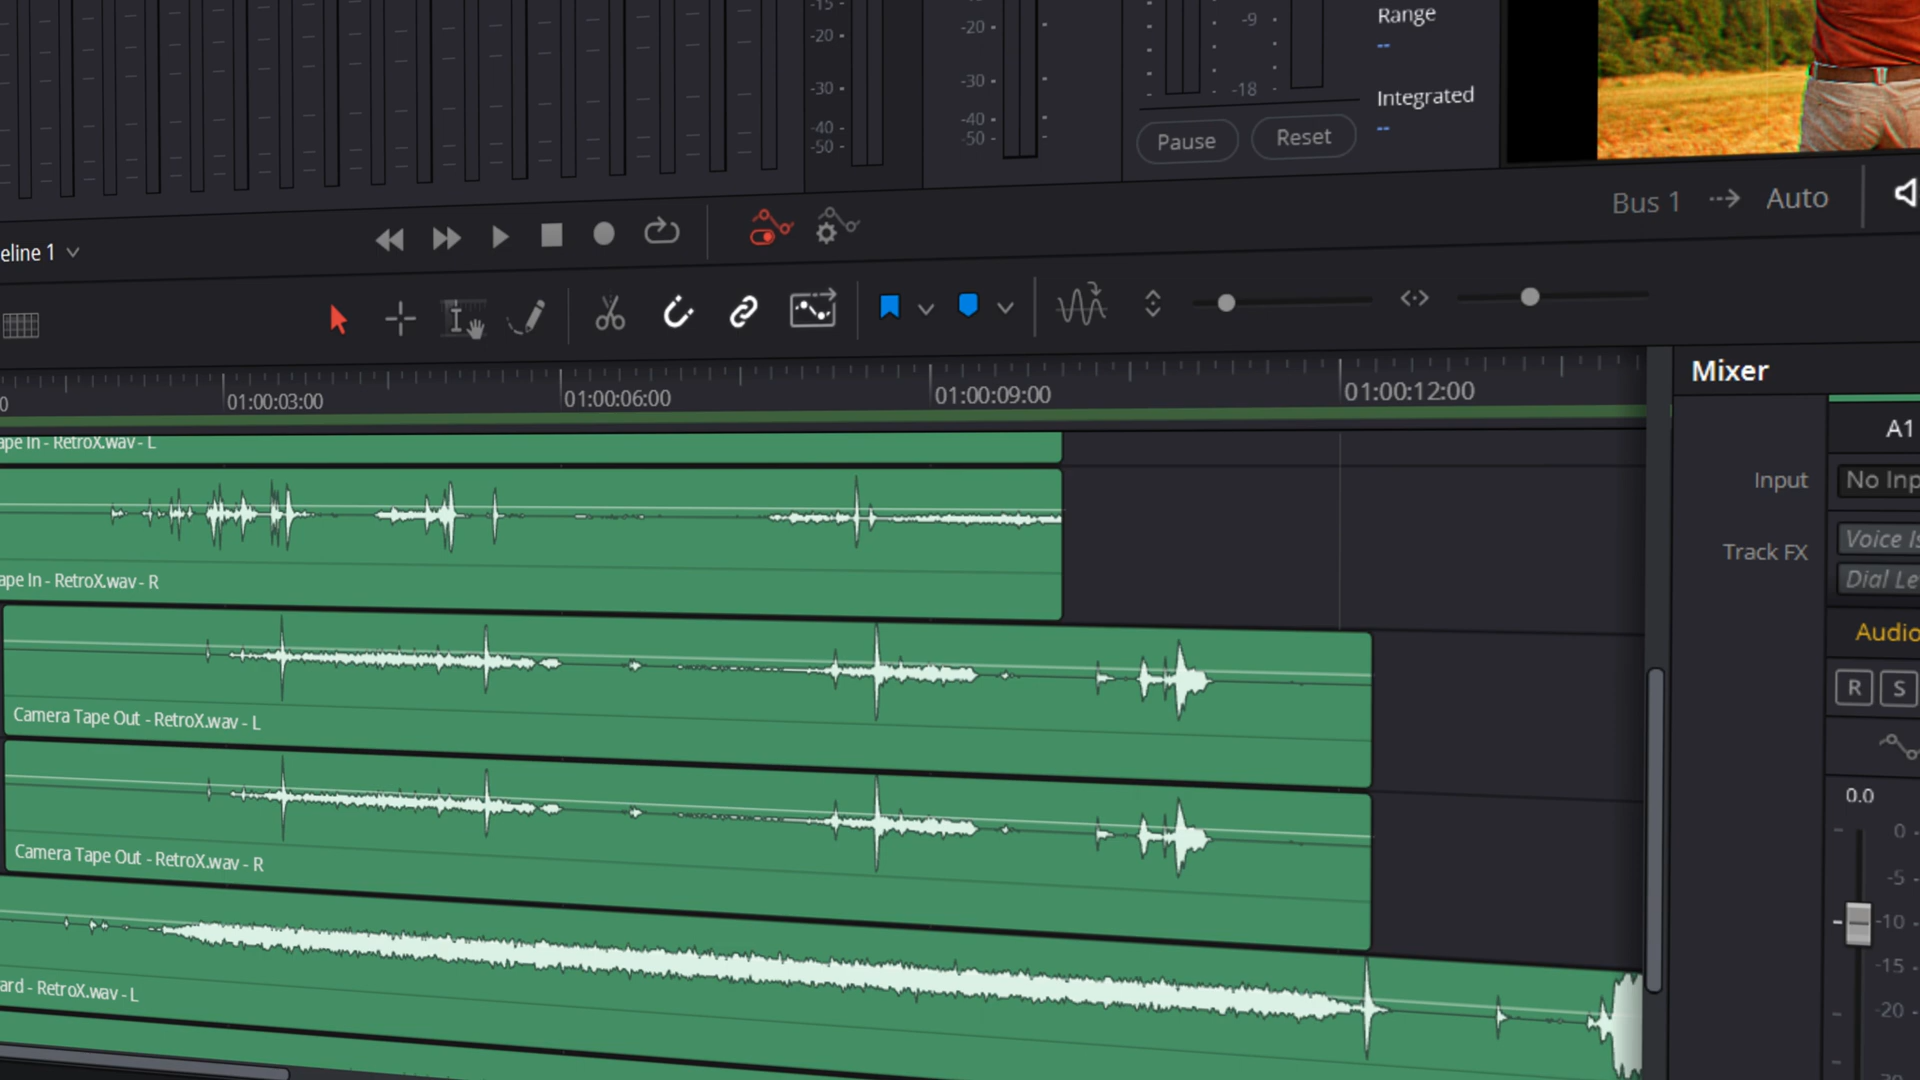 -15
-20
-30
-40
-50
-20
-30
-40
-50
-9
-18
Pause
Reset
Range
--
Integrated
--
Bus 1
Auto
eline 1
0
01:00:03:00
01:00:06:00
01:00:09:00
01:00:12:00
Mixer
A1
Input
No Inp
Track FX
Voice Is
Dial Le
Audio
R
S
0.0
0
-5
-10
-15
-20
ape In - RetroX.wav - L
ape In - RetroX.wav - R
Camera Tape Out - RetroX.wav - L
Camera Tape Out - RetroX.wav - R
ard - RetroX.wav - L